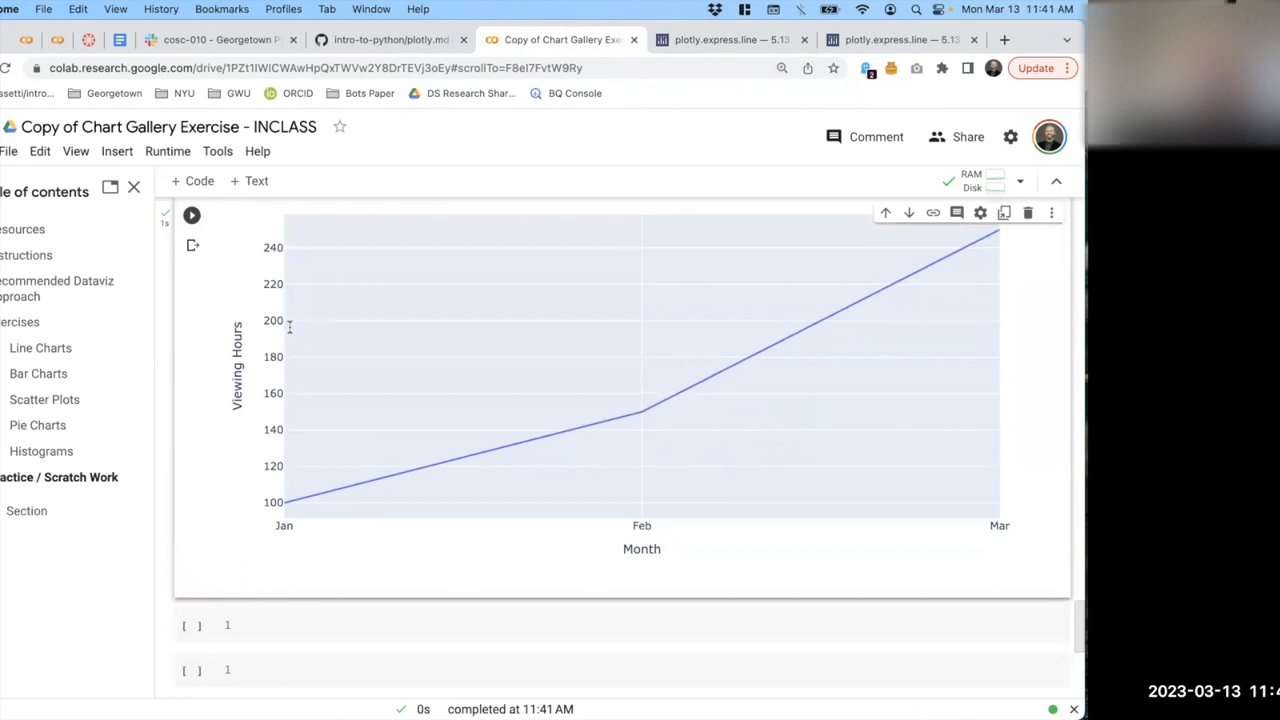 ome File Edit View History Bookmarks Profiles Tab Window Help Mon Mar 13 11:41 AM
cosc-010 - Georgetown P intro-to-python/plotly.md Copy of Chart Gallery Exe plotly.express.line — 5.13 plotly.express.line — 5.13
colab.research.google.com/drive/1PZt1IWICWAwHpQxTWVw2Y8DrTEVj3oEy#scrollTo=F8eI7FvtW9Ry 2 Update
ssetti/intro... Georgetown NYU GWU ORCID Bots Paper DS Research Shar... BQ Console
Copy of Chart Gallery Exercise - INCLASS Comment Share
File Edit View Insert Runtime Tools Help
le of contents + Code + Text RAM Disk
esources
structions
ecommended Dataviz
pproach
ercises
Line Charts
Bar Charts
Scatter Plots
Pie Charts
Histograms
actice / Scratch Work
Section
1s
240
220
200
180
160
140
120
100
Viewing Hours
Jan Feb Mar
Month
[ ] 1
[ ] 1
0s completed at 11:41 AM
2023-03-13 11:4